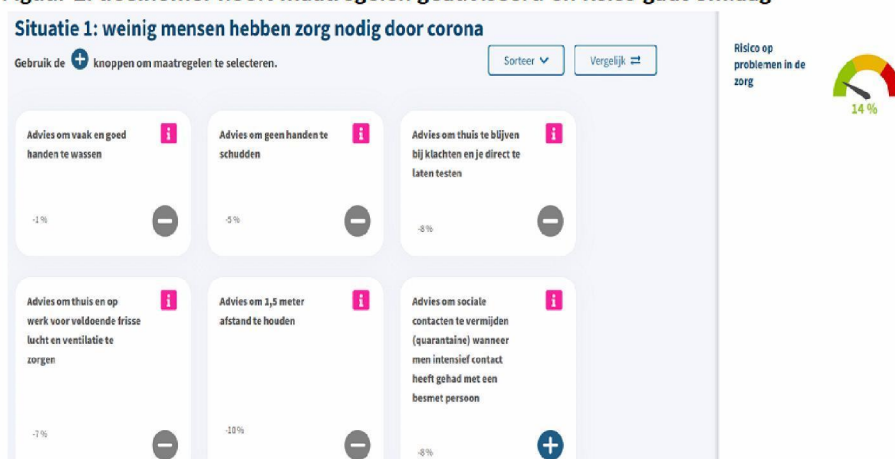 Situatie 1: weinig mensen hebben zorg nodig door corona
Gebruik de + knoppen om maatregelen te selecteren.
Sorteer
Vergelijk
Risico op
problemen in de
zorg
14 %
Advies om vaak en goed
handen te wassen
i
-1 %
Advies om geen handen te
schudden
i
-5 %
Advies om thuis te blijven
bij klachten en je direct te
laten testen
i
-8 %
Advies om thuis en op
werk voor voldoende frisse
lucht en ventilatie te
zorgen
i
-7 %
Advies om 1,5 meter
afstand te houden
i
-10 %
Advies om sociale
contacten te vermijden
(quarantaine) wanneer
men intensief contact
heeft gehad met een
besmet persoon
i
-8 %